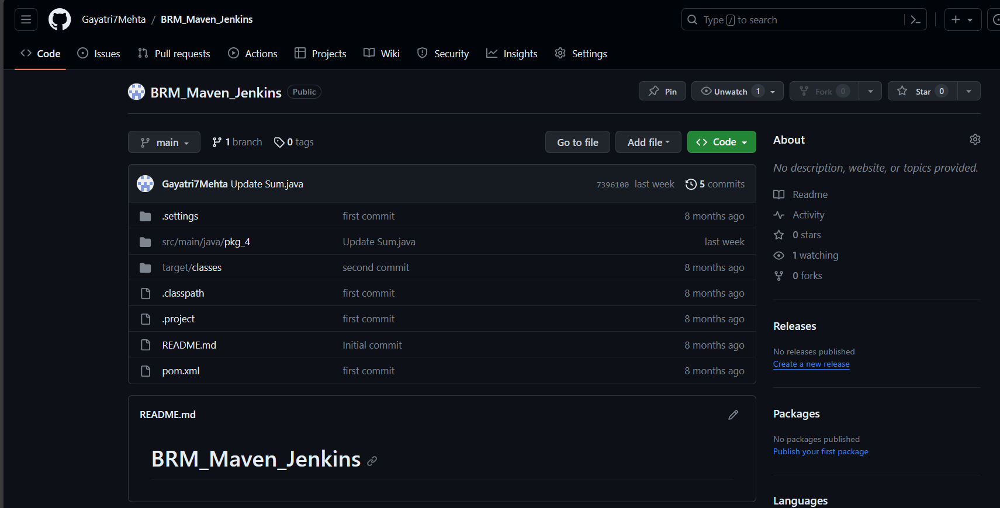 Gayatri7Mehta / BRM_Maven_Jenkins
Type / to search
Code Issues Pull requests Actions Projects Wiki Security Insights Settings
BRM_Maven_Jenkins Public
Pin Unwatch 1 Fork 0 Star 0
main 1 branch 0 tags Go to file Add file Code
Gayatri7Mehta Update Sum.java 7396100 last week 5 commits
.settings first commit 8 months ago
src/main/java/pkg_4 Update Sum.java last week
target/classes second commit 8 months ago
.classpath first commit 8 months ago
.project first commit 8 months ago
README.md Initial commit 8 months ago
pom.xml first commit 8 months ago
README.md
BRM_Maven_Jenkins
About
No description, website, or topics provided.
Readme
Activity
0 stars
1 watching
0 forks
Releases
No releases published
Create a new release
Packages
No packages published
Publish your first package
Languages